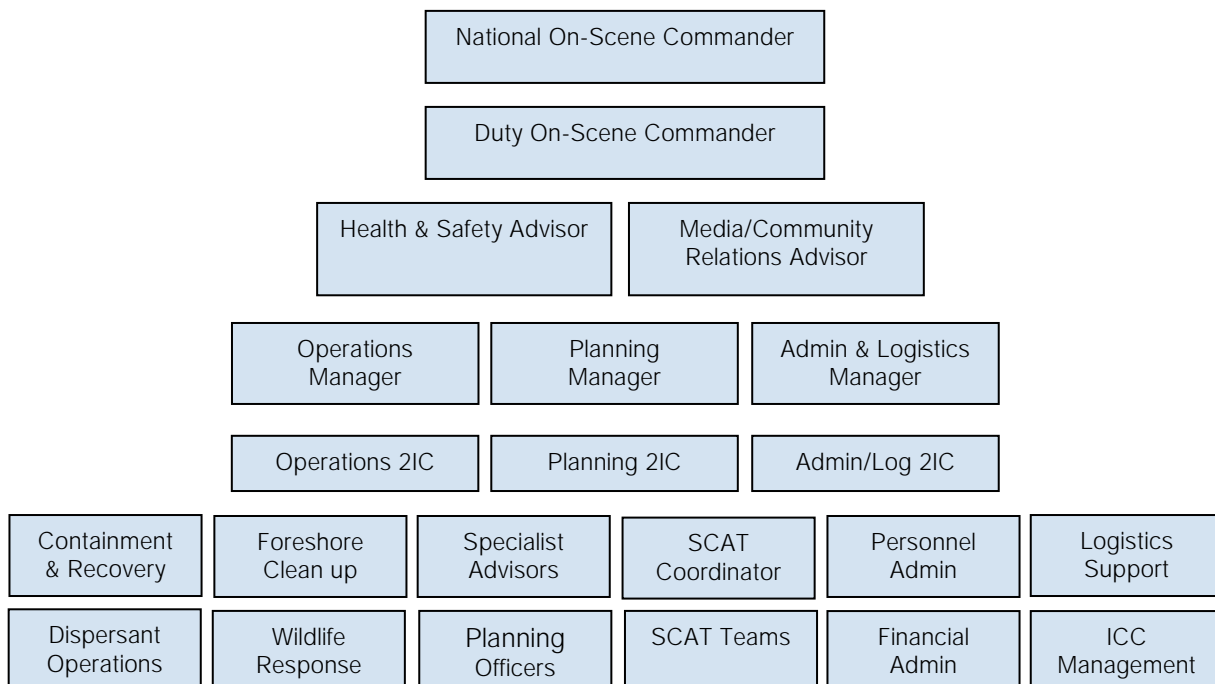 National On-Scene Commander
Duty On-Scene Commander
Health & Safety Advisor
Media/Community
Relations Advisor
Operations
Manager
Planning
Manager
Admin & Logistics
Manager
Operations 2IC
Planning 2IC
Admin/Log 2IC
Containment
& Recovery
Foreshore
Clean up
Specialist
Advisors
SCAT
Coordinator
Personnel
Admin
Logistics
Support
Dispersant
Operations
Wildlife
Response
Planning
Officers
SCAT Teams
Financial
Admin
ICC
Management